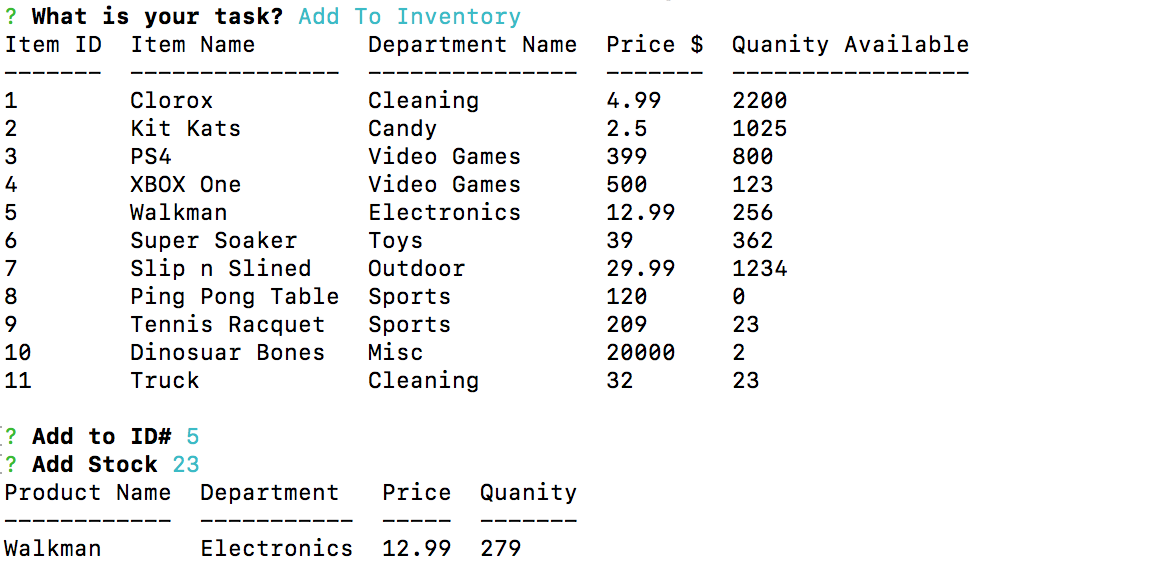 ? What is your task? Add To Inventory
Item ID  Item Name        Department Name  Price $  Quanity Available
-------  ---------------  ---------------  -------  -----------------
1        Clorox           Cleaning         4.99     2200
2        Kit Kats         Candy            2.5      1025
3        PS4              Video Games      399      800
4        XBOX One         Video Games      500      123
5        Walkman          Electronics      12.99    256
6        Super Soaker     Toys             39       362
7        Slip n Slined    Outdoor          29.99    1234
8        Ping Pong Table  Sports           120      0
9        Tennis Racquet   Sports           209      23
10       Dinosuar Bones   Misc             20000    2
11       Truck            Cleaning         32       23
? Add to ID# 5
? Add Stock 23
Product Name  Department   Price  Quanity
------------  -----------  -----  -------
Walkman       Electronics  12.99  279